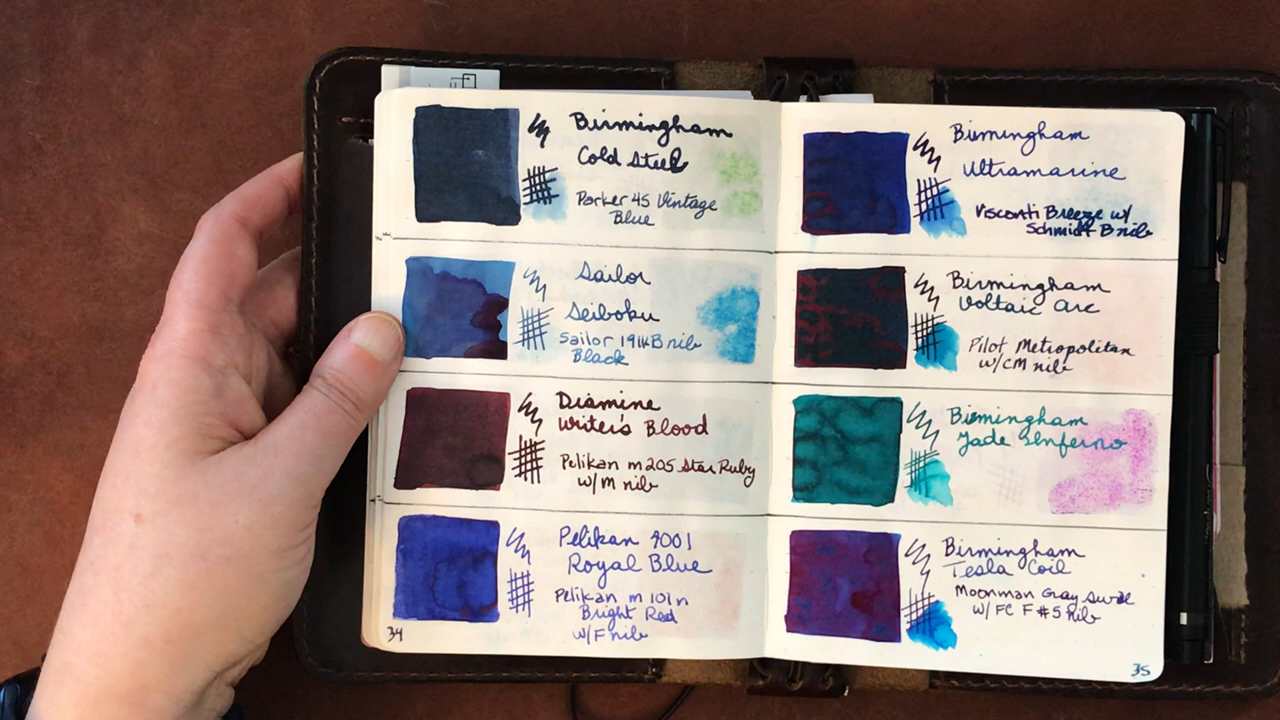 Birmingham
Cold Steel
Parker 45 Vintage
Blue
Sailor
Seiboku
Sailor 1911 B nib
Black
Diamine
Writer's Blood
Pelikan m205 Star Ruby
w/M nib
Pelikan 4001
Royal Blue
Pelikan m101n
Bright Red
w/F nib
34
Birmingham
Ultramarine
Visconti Breeze w/
Schmidt B nib
Birmingham
Voltaic Arc
Pilot Metropolitan
w/CM nib
Birmingham
Jade Inferno
Birmingham
Tesla Coil
Moonman Gray Swirl
w/FC F #5 nib
35